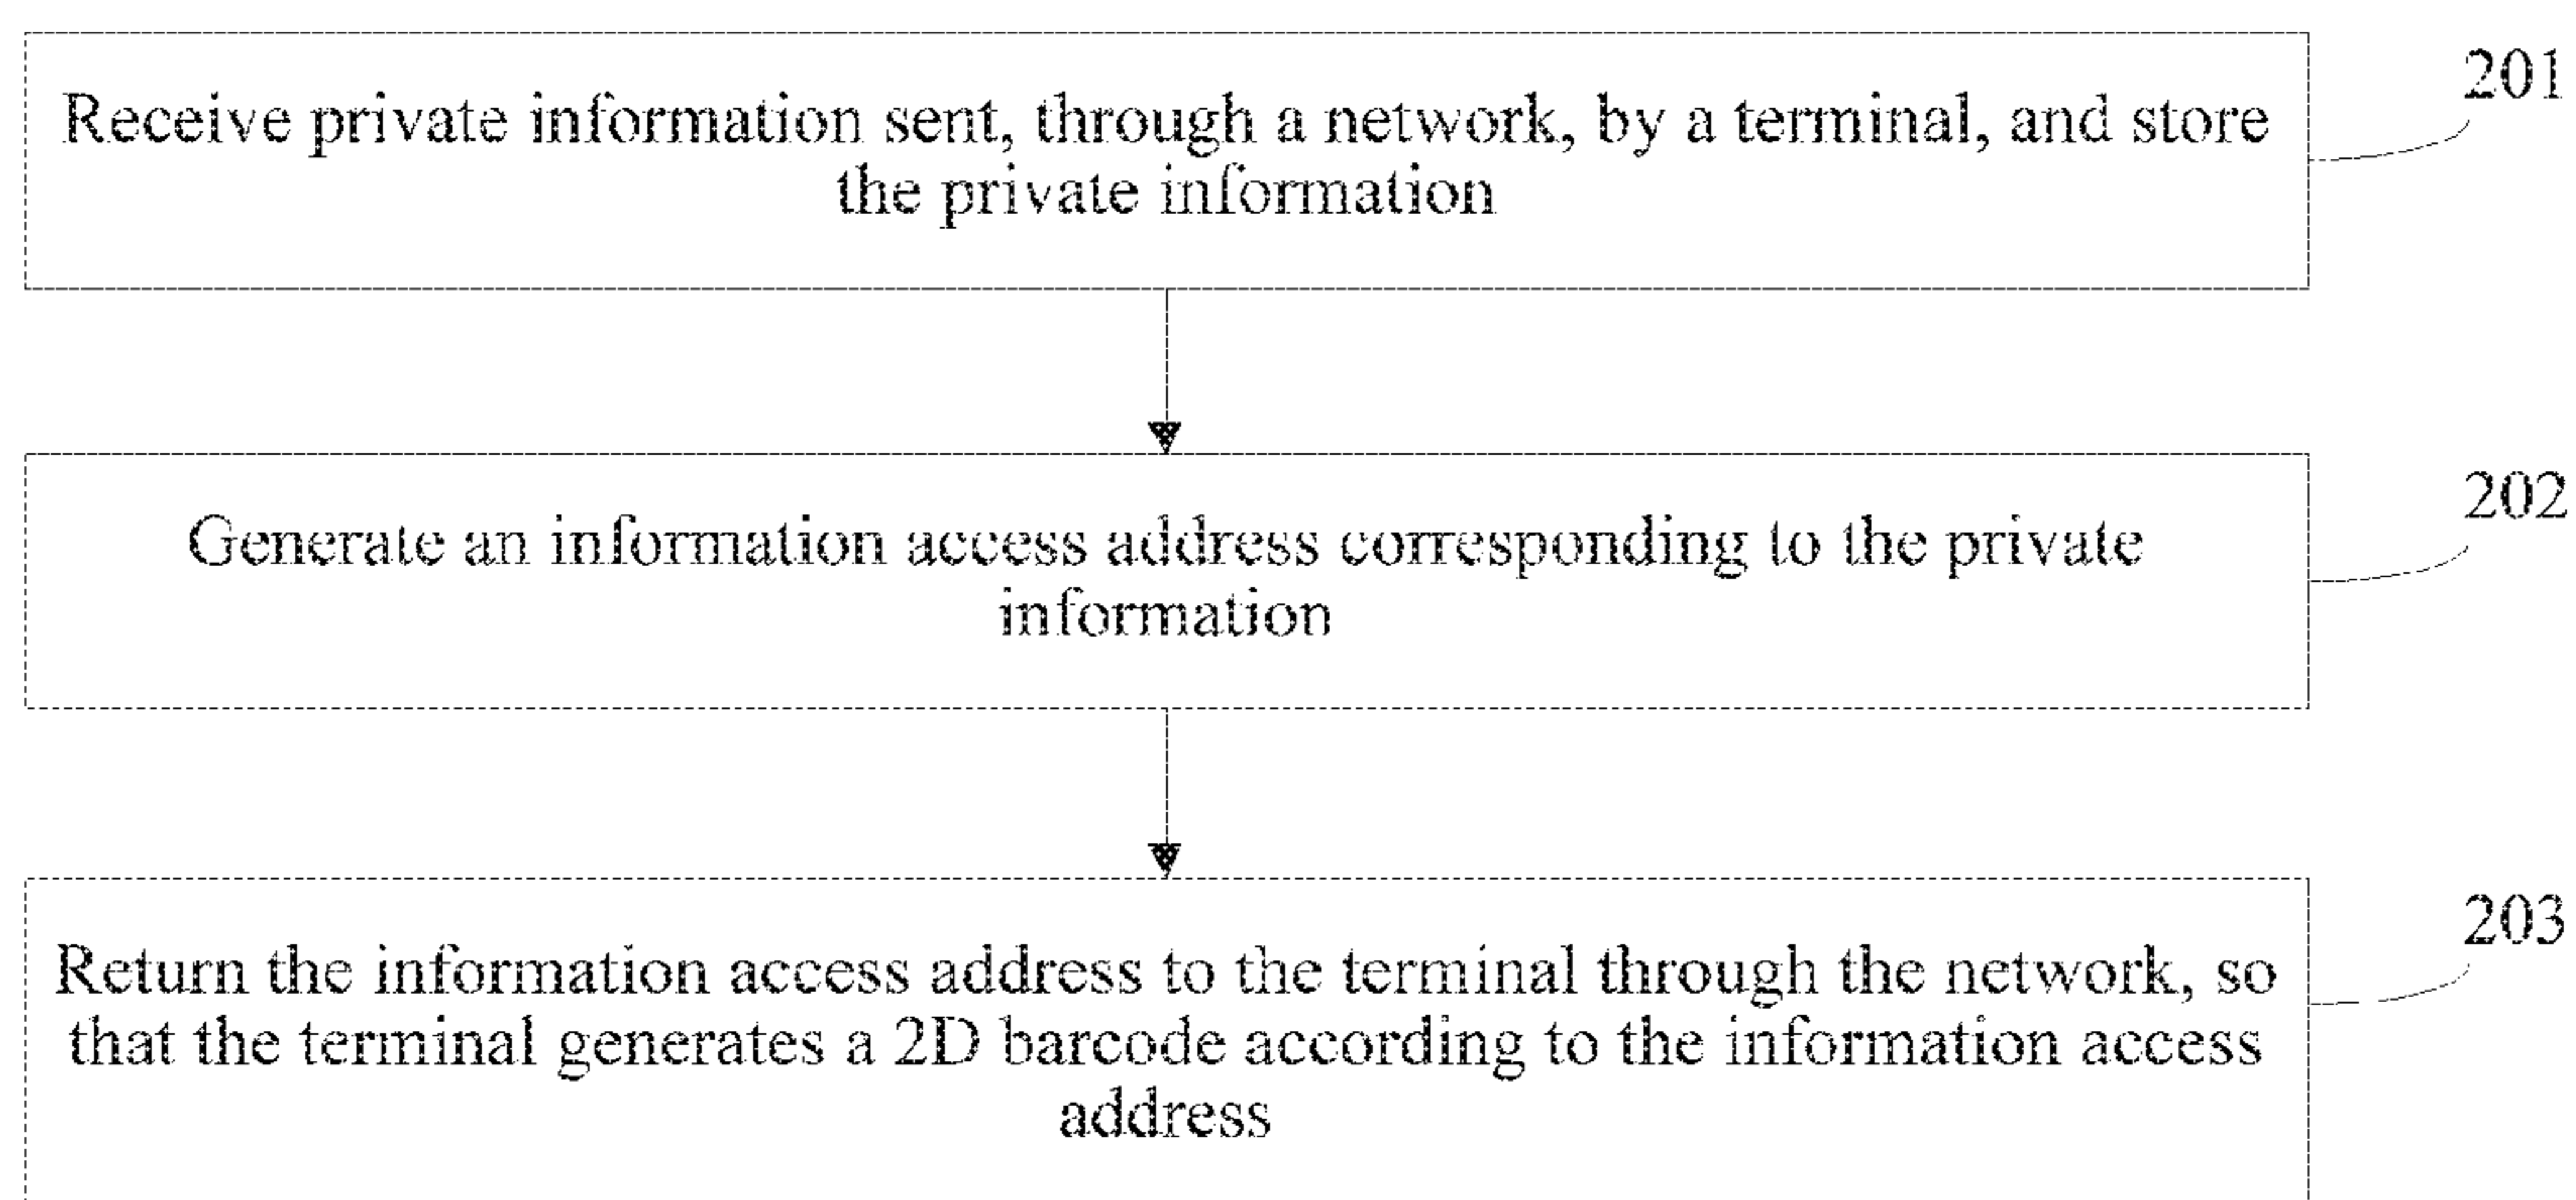 Receive private information sent, through a network, by a terminal, and store
the private information
201
Generate an information access address corresponding to the private
information
202
Return the information access address to the terminal through the network, so
that the terminal generates a 2D barcode according to the information access
address
203